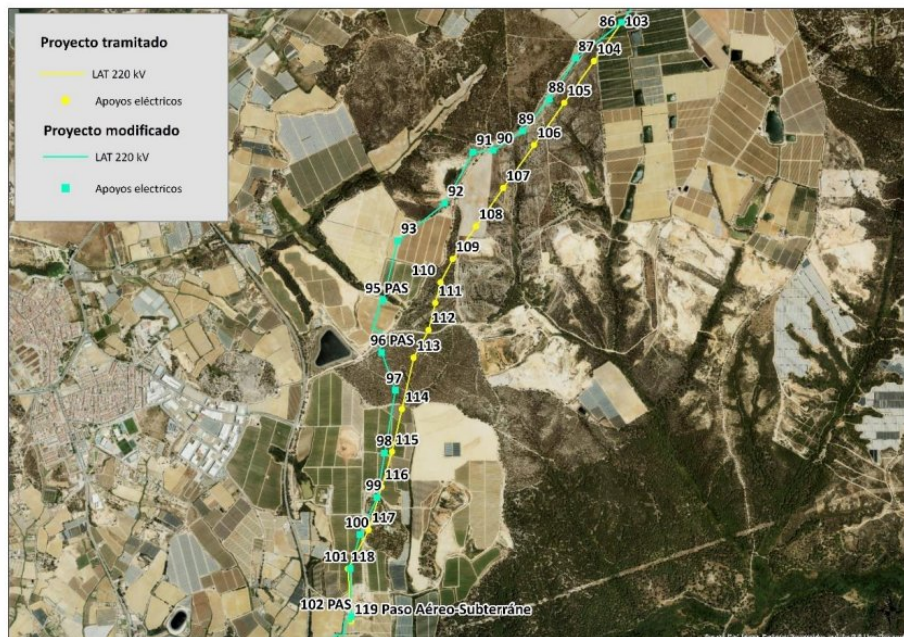 Proyecto tramitado
LAT 220 kV
Apoyos eléctricos
Proyecto modificado
LAT 220 kV
Apoyos electricos
86 103
87 104
88 105
89
91 90 106
92 107
108
93 109
110
95 PAS 111
112
96 PAS 113
97
114
98 115
116
99
100 117
101 118
102 PAS
119 Paso Aéreo-Subterráne